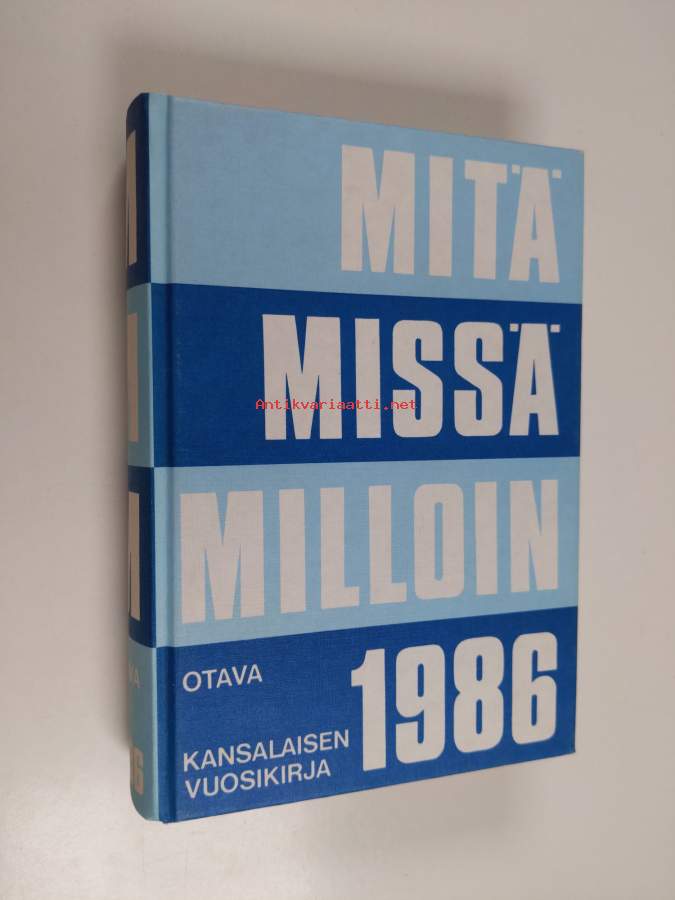 MITÄ
MISSÄ
Antikvariaatti.net
MILLOIN
1986
OTAVA
KANSALAISEN
VUOSIKIRJA